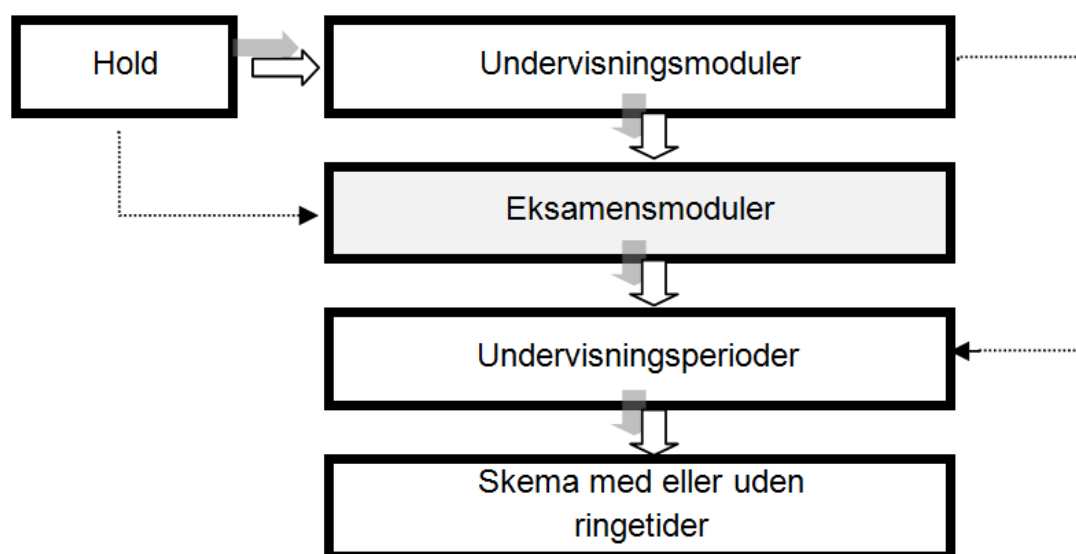 Hold
Undervisningsmoduler
Eksamensmoduler
Undervisningsperioder
Skema med eller uden
ringetider